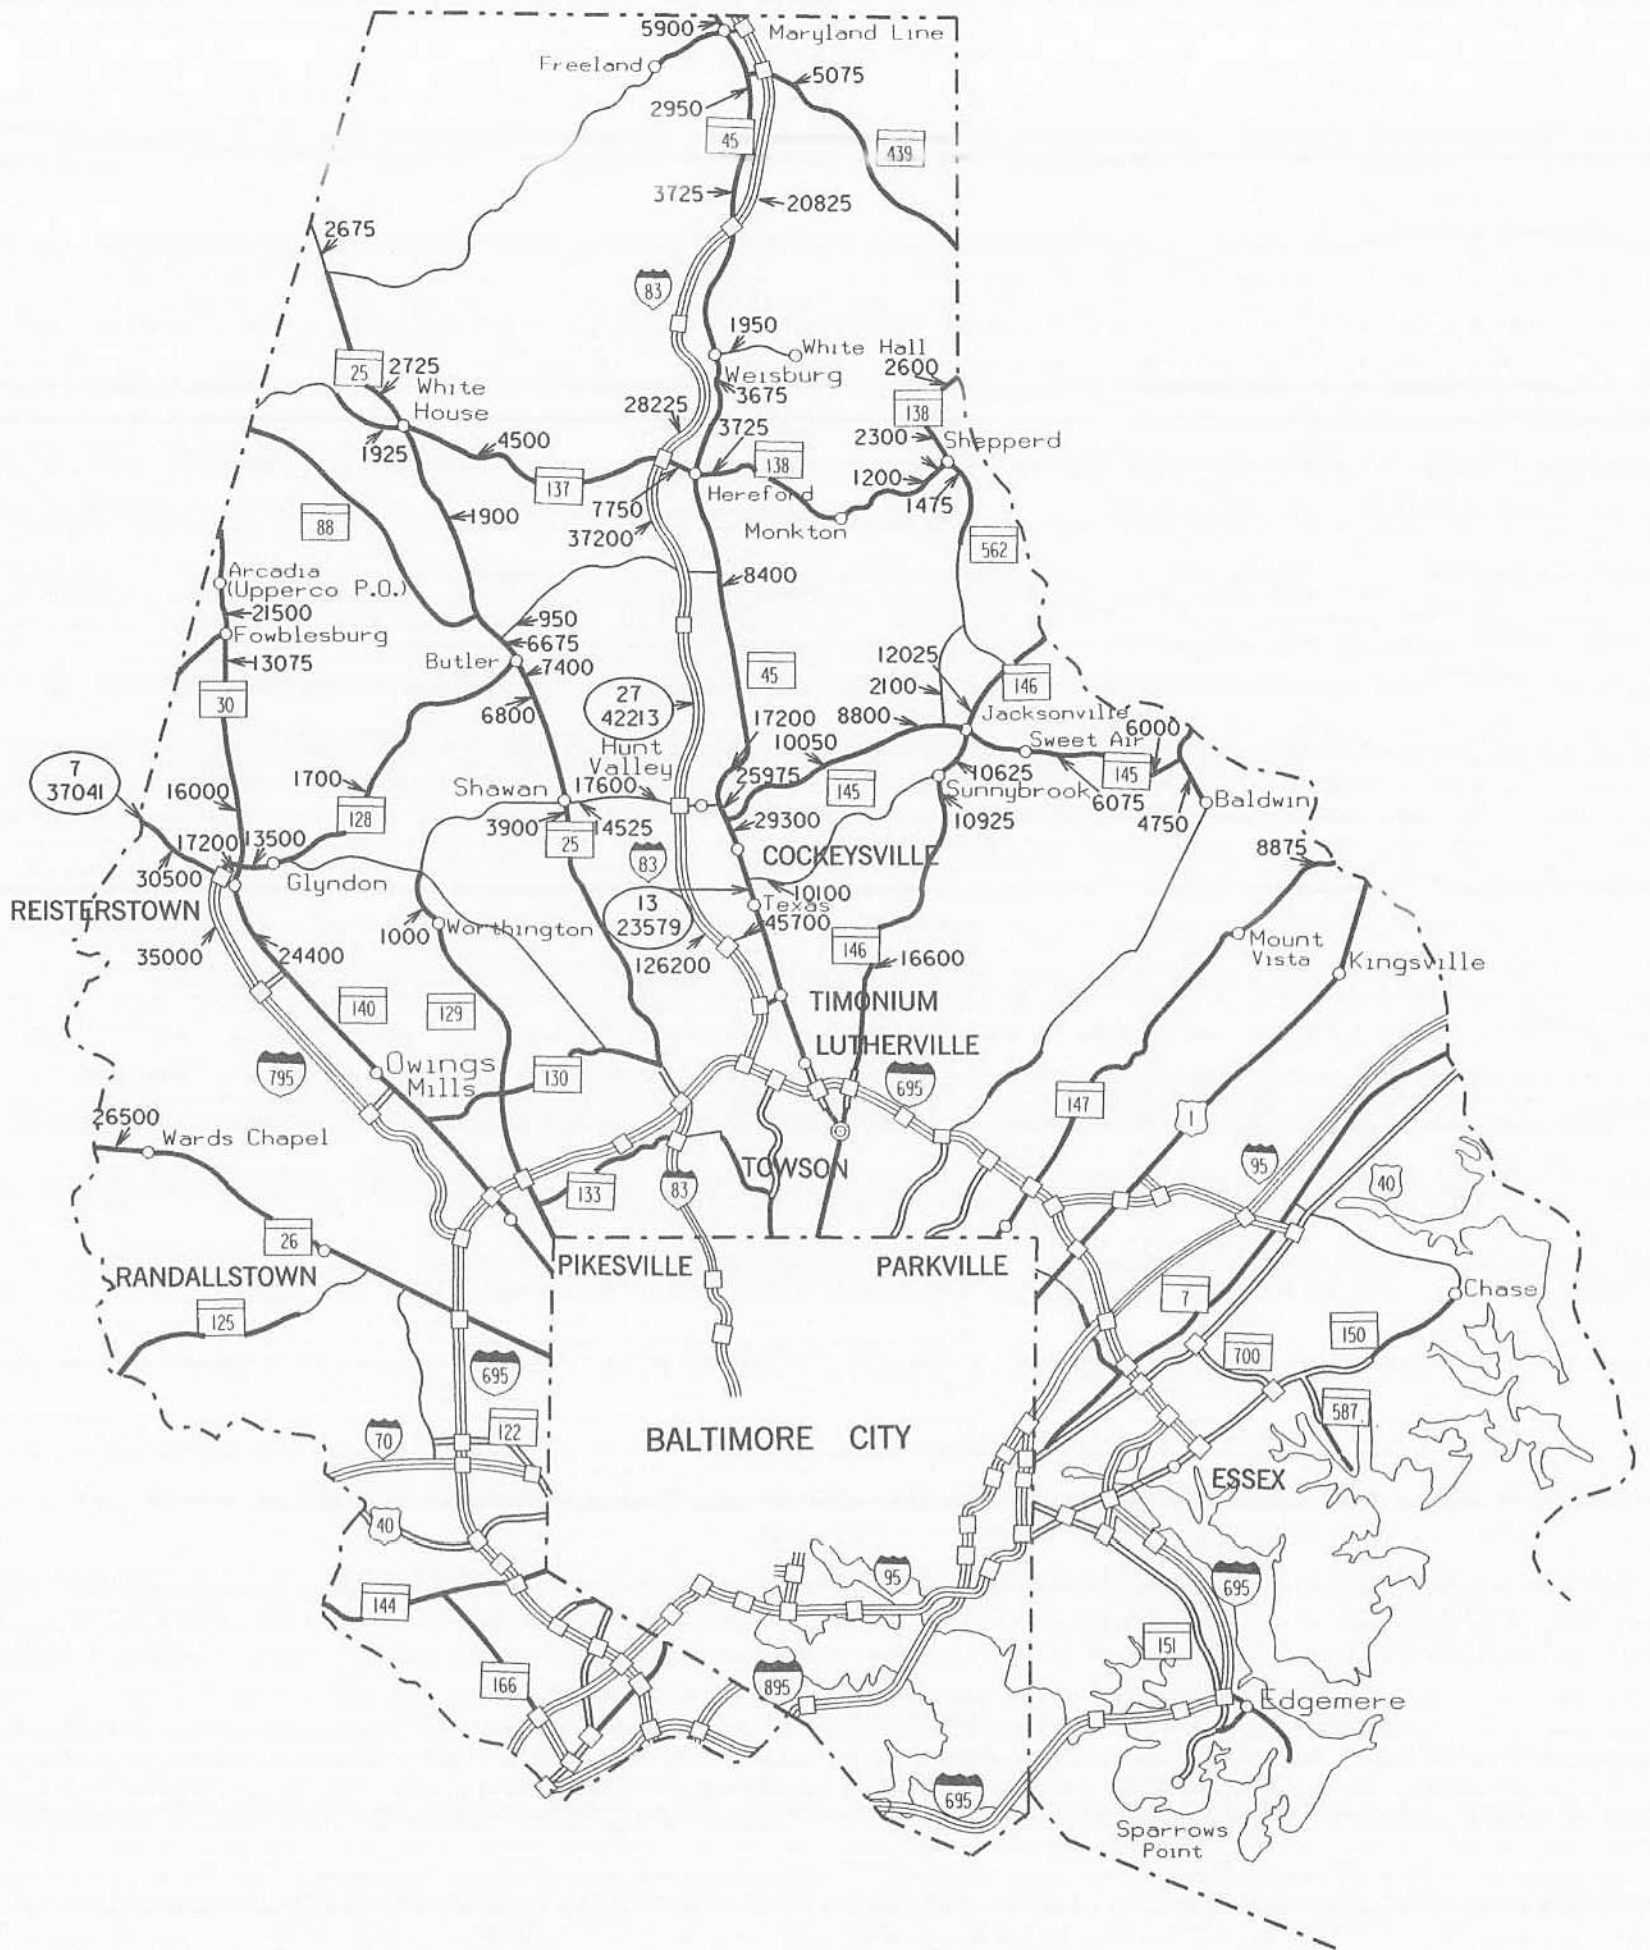 5900
Maryland Line
Freeland
5075
2950
45
439
3725
20825
2675
83
1950
White Hall
25
2725
Weisburg
2600
White
House
3675
138
28225
3725
2300
Shepperd
1925
4500
138
1200
137
7750
Hereford
1475
88
1900
37200
Monkton
562
Arcadia
(Upperco P.O.)
8400
21500
950
Fowblesburg
6675
13075
Butler
7400
12025
45
146
30
6800
27
42213
2100
Jacksonville
17200
8800
6000
Hunt
Valley
10050
Sweet Air
7
37041
1700
25975
145
145
16000
Shawan
17600
10625
Sunnybrook
6075
Baldwin
128
3900
14525
29300
10925
4750
17200
13500
25
83
COCKEYSVILLE
8875
30500
Glyndon
10100
REISTERSTOWN
13
23579
Texas
1000
Worthington
45700
Mount
Vista
35000
24400
126200
146
16600
Kingsville
140
129
TIMONIUM
LUTHERVILLE
795
Owings
Mills
130
695
147
26500
1
Wards Chapel
95
TOWSON
40
133
83
26
RANDALLSTOWN
PIKESVILLE
PARKVILLE
7
Chase
125
150
700
695
587
122
70
BALTIMORE CITY
ESSEX
40
95
695
144
151
166
895
Edgemere
695
Sparrows
Point